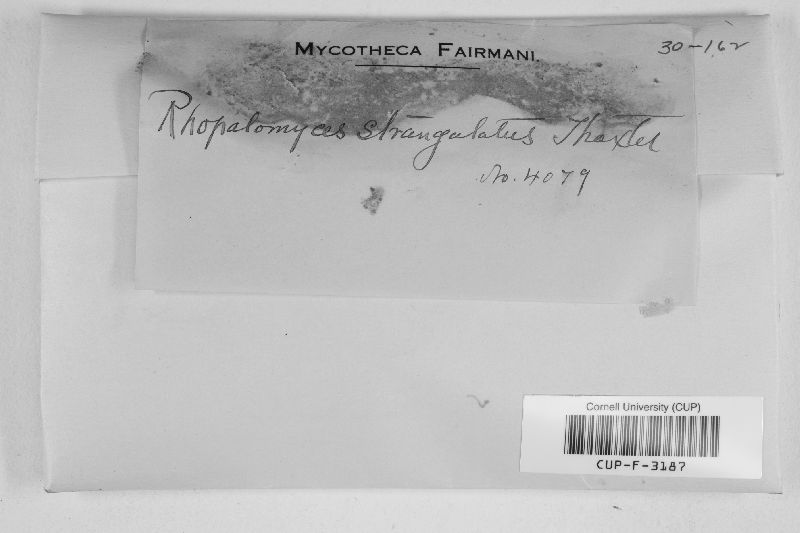 MYCOTHECA FAIRMANI.
30-162
Rhopalomyces strangulatus Thaxter
No. 4079
Cornell University (CUP)
CUP-F-3187